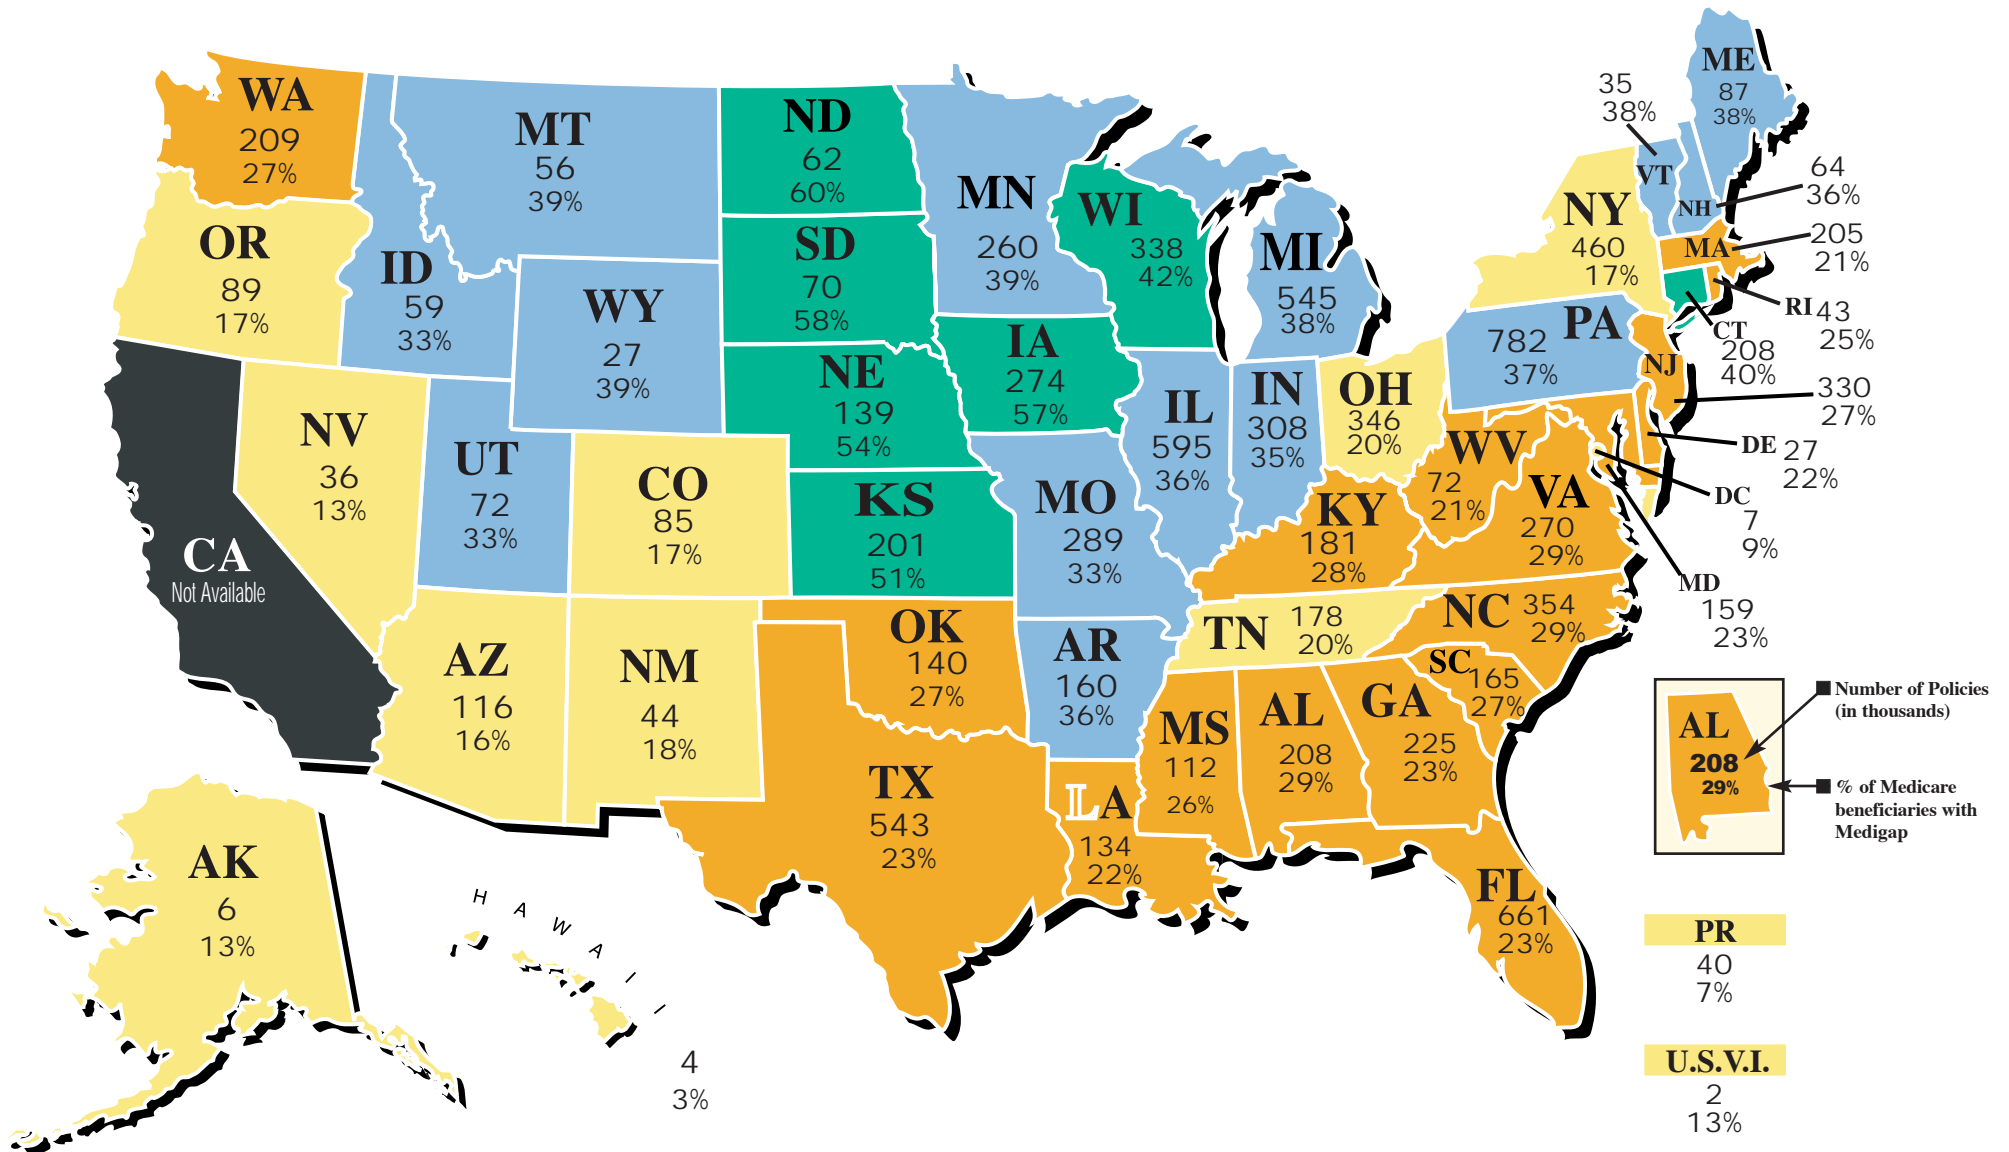 WA
209
27%
OR
89
17%
CA
Not Available
NV
36
13%
ID
59
33%
MT
56
39%
WY
27
39%
UT
72
33%
CO
85
17%
AZ
116
16%
NM
44
18%
ND
62
60%
SD
70
58%
NE
139
54%
KS
201
51%
OK
140
27%
TX
543
23%
MN
260
39%
IA
274
57%
MO
289
33%
AR
160
36%
LA
134
22%
WI
338
42%
IL
595
36%
MI
545
38%
IN
308
35%
OH
346
20%
KY
181
28%
TN
178
20%
MS
112
26%
AL
208
29%
GA
225
23%
FL
661
23%
SC
165
27%
NC
354
29%
VA
270
29%
WV
72
21%
PA
782
37%
NY
460
17%
35
38%
VT
ME
87
38%
NH
64
36%
MA
205
21%
RI
43
25%
CT
208
40%
NJ
330
27%
DE
27
22%
DC
7
9%
MD
159
23%
AL
208
29%
Number of Policies
(in thousands)
% of Medicare
beneficiaries with
Medigap
AK
6
13%
HAWAII
4
3%
PR
40
7%
U.S.V.I.
2
13%